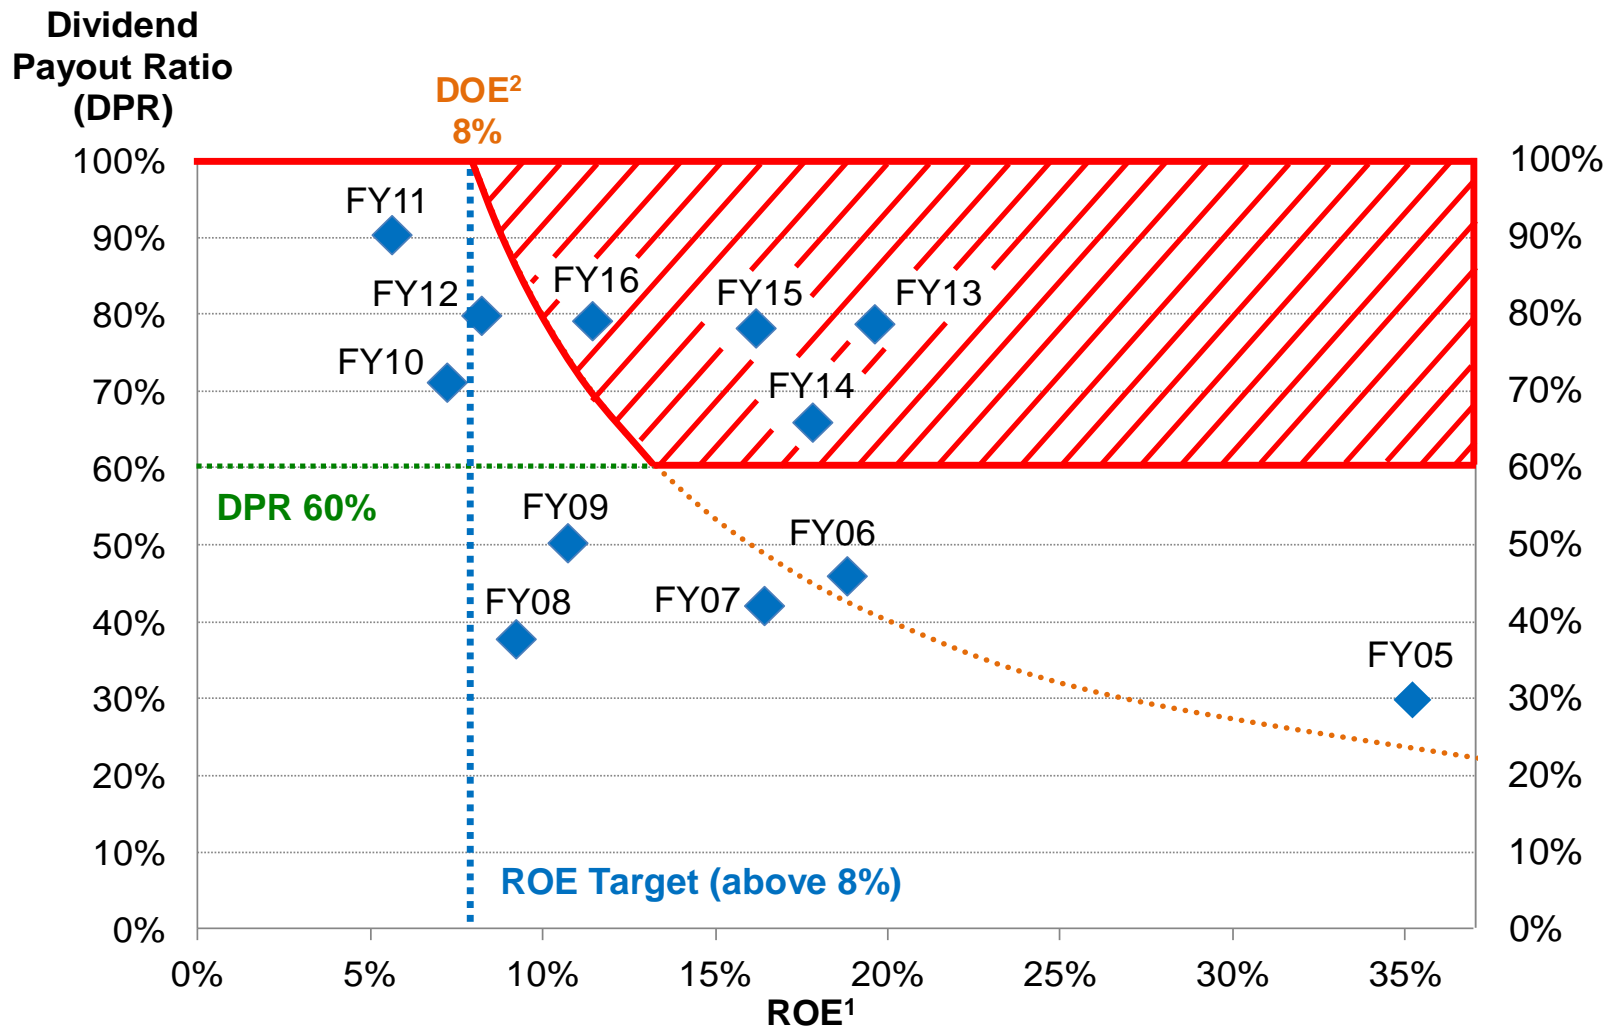 Dividend
Payout Ratio
(DPR)
DOE²
8%
100%
100%
FY11
90%
90%
FY16
FY12
FY15
FY13
80%
80%
FY10
FY14
70%
70%
60%
60%
DPR 60%
FY09
FY06
50%
50%
FY08
FY07
40%
40%
FY05
30%
30%
20%
20%
10%
10%
ROE Target (above 8%)
0%
0%
0% 5% 10% 15% 20% 25% 30% 35%
ROE¹